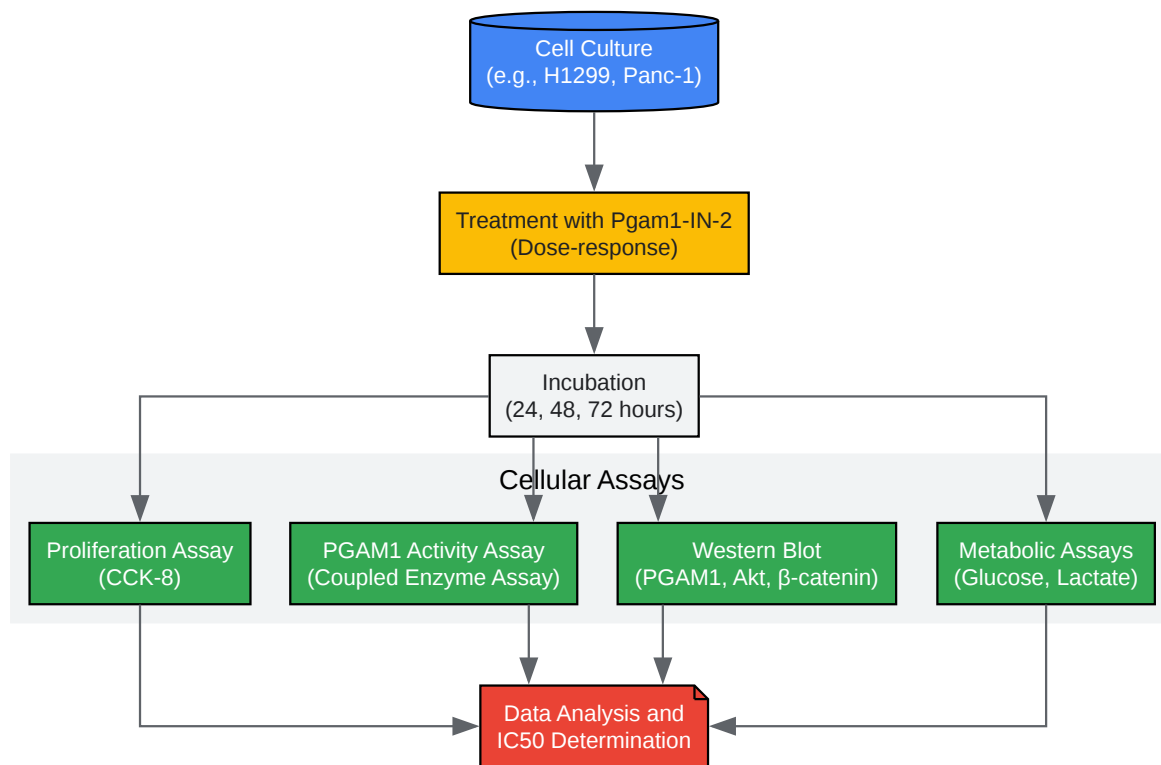 Cell Culture
(e.g., H1299, Panc-1)
Treatment with Pgam1-IN-2
(Dose-response)
Incubation
(24, 48, 72 hours)
Cellular Assays
Proliferation Assay
(CCK-8)
PGAM1 Activity Assay
(Coupled Enzyme Assay)
Western Blot
(PGAM1, Akt, β-catenin)
Metabolic Assays
(Glucose, Lactate)
Data Analysis and
IC50 Determination